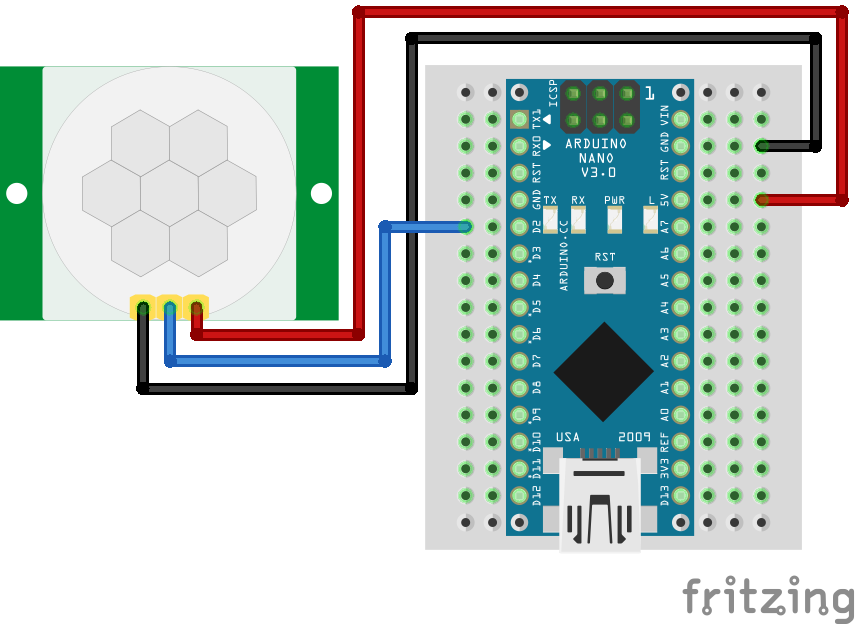 ICSP
1
ARDUINO
NANO
V3.0
TX1
RX0
RST
GND
D2
D3
D4
D5
D6
D7
D8
D9
D10
D11
D12
VIN
GND
RST
5V
A7
A6
A5
A4
A3
A2
A1
A0
REF
3V3
D13
TX RX PWR L
ARDUINO.CC
RST
USA 2009
fritzing